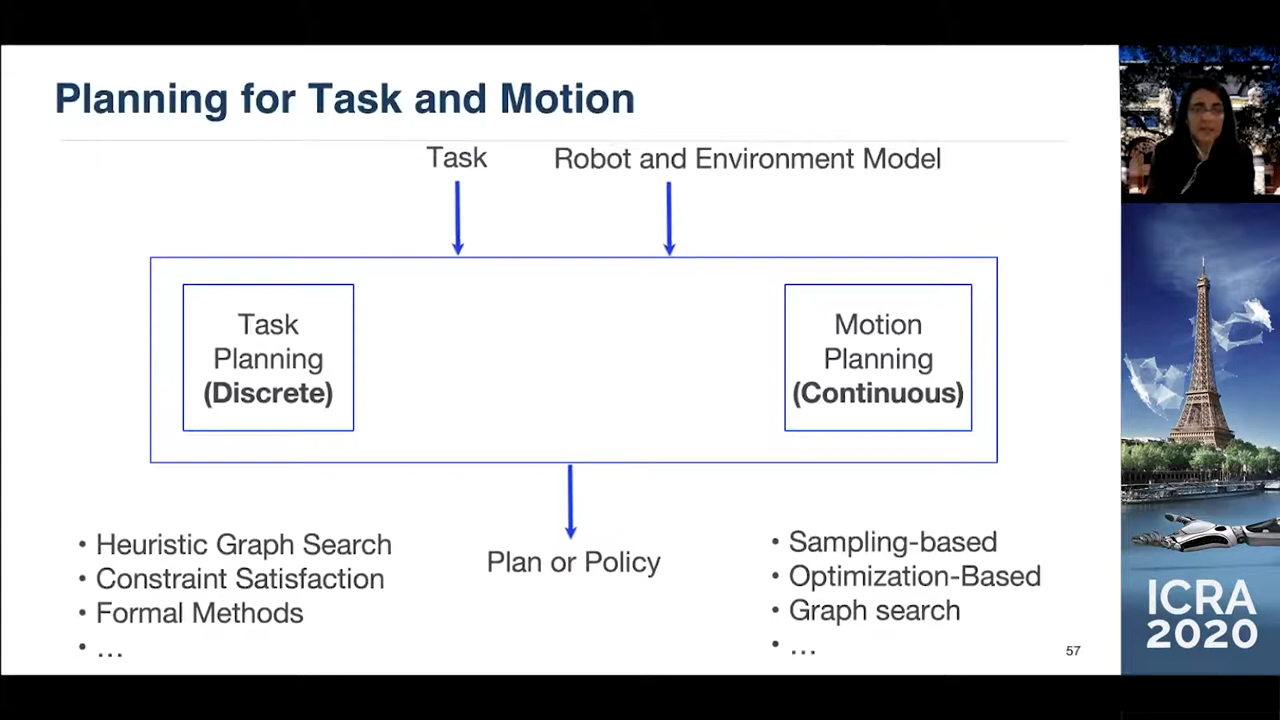 Planning for Task and Motion
Task
Robot and Environment Model
Task
Planning
(Discrete)
Motion
Planning
(Continuous)
• Heuristic Graph Search
• Constraint Satisfaction
• Formal Methods
• ...
Plan or Policy
• Sampling-based
• Optimization-Based
• Graph search
• ...
57
ICRA
2020